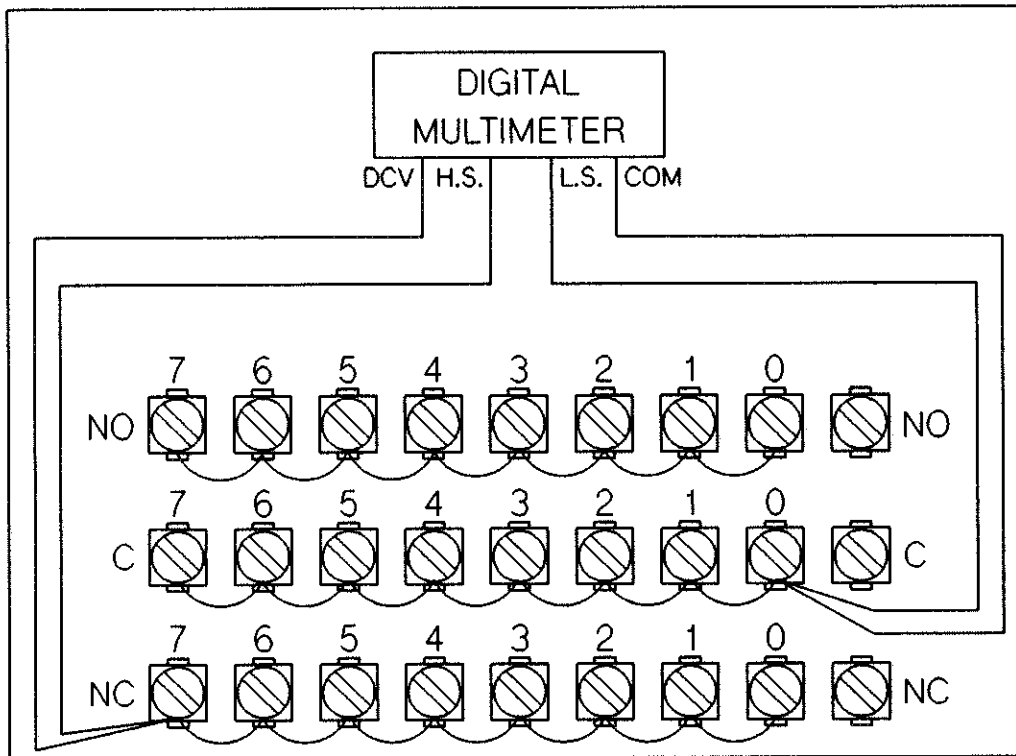 DIGITAL
MULTIMETER
DCV H.S. L.S. COM
7 6 5 4 3 2 1 0
NO NO
7 6 5 4 3 2 1 0
C C
7 6 5 4 3 2 1 0
NC NC